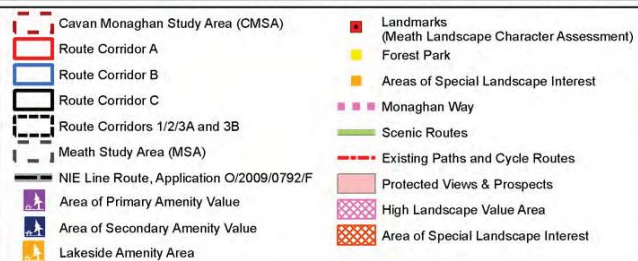 Cavan Monaghan Study Area (CMSA)
Route Corridor A
Route Corridor B
Route Corridor C
Route Corridors 1/2/3A and 3B
Meath Study Area (MSA)
NIE Line Route, Application O/2009/0792/F
Area of Primary Amenity Value
Area of Secondary Amenity Value
Lakeside Amenity Area
Landmarks
(Meath Landscape Character Assessment)
Forest Park
Areas of Special Landscape Interest
Monaghan Way
Scenic Routes
Existing Paths and Cycle Routes
Protected Views & Prospects
High Landscape Value Area
Area of Special Landscape Interest